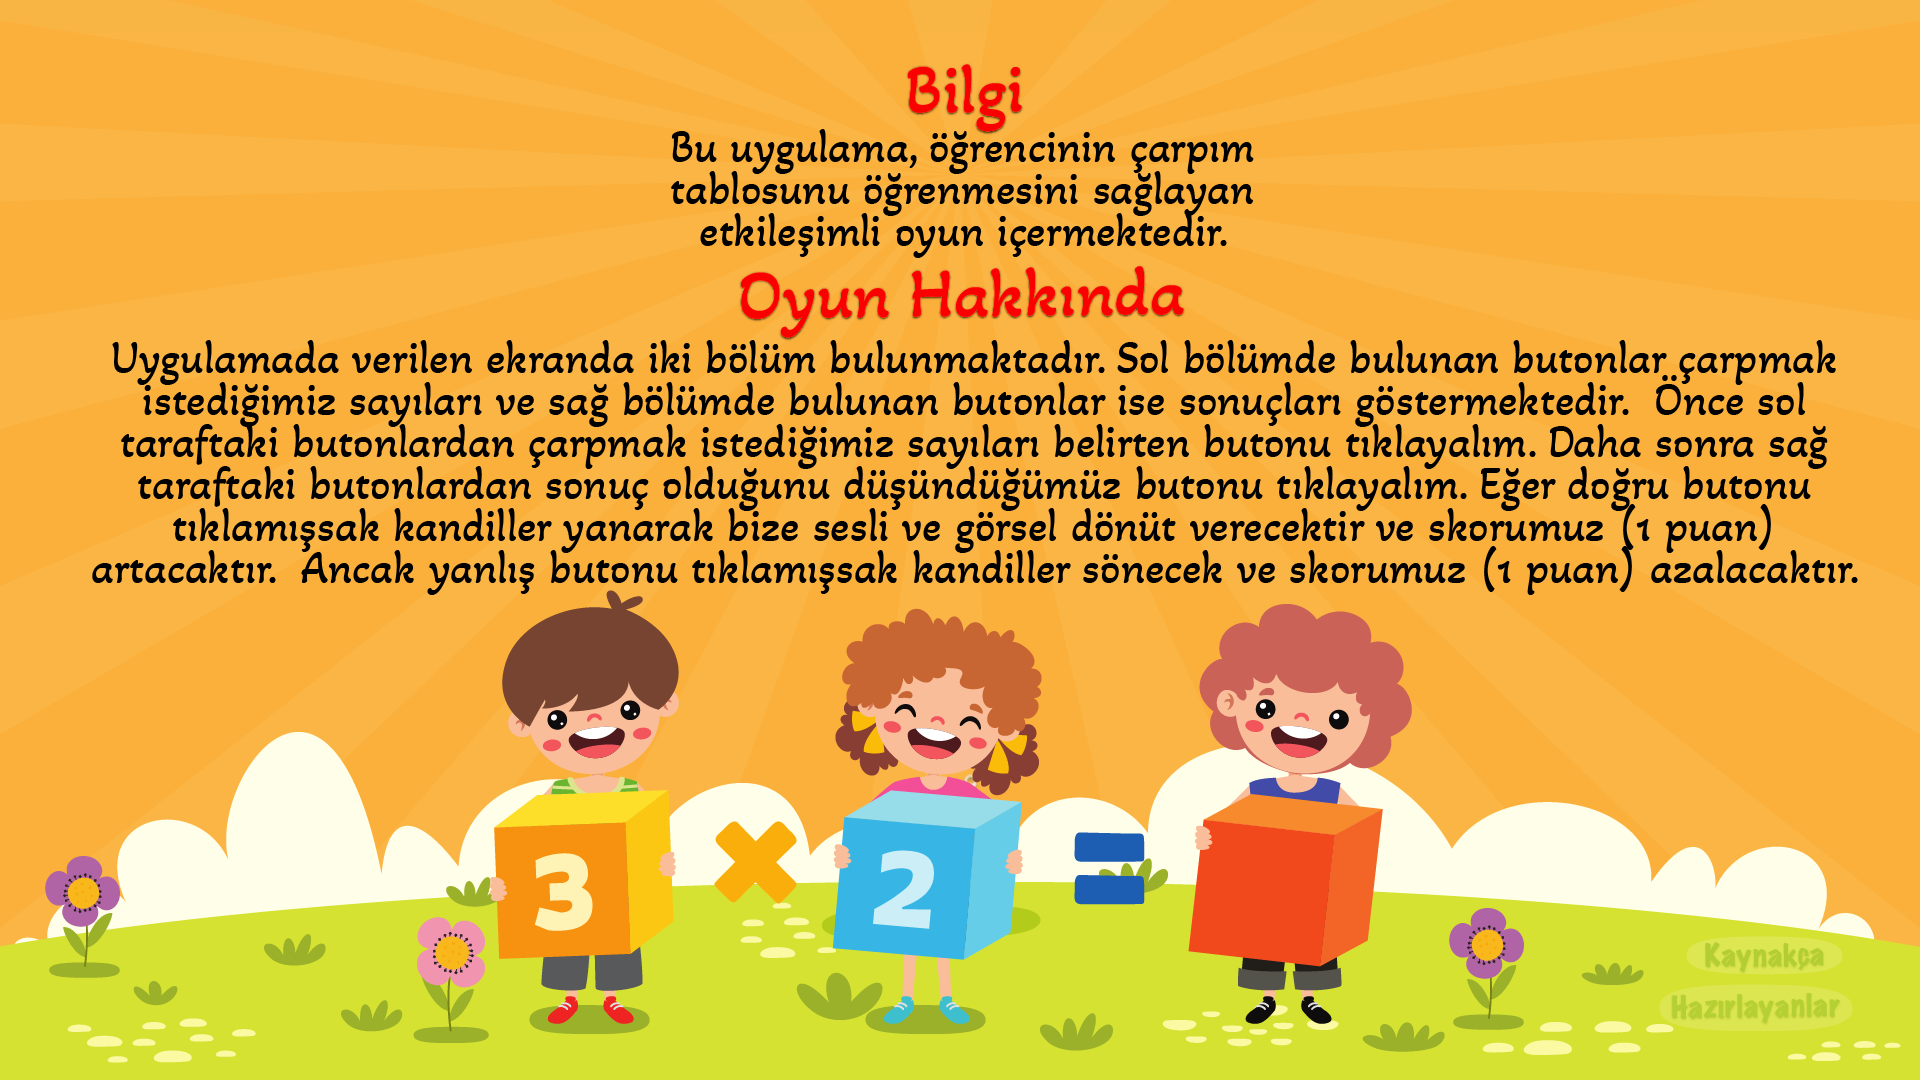 Bilgi
Bu uygulama, öğrencinin çarpım
tablosunu öğrenmesini sağlayan
etkileşimli oyun içermektedir.
Oyun Hakkında
Uygulamada verilen ekranda iki bölüm bulunmaktadır. Sol bölümde bulunan butonlar çarpmak
istediğimiz sayıları ve sağ bölümde bulunan butonlar ise sonuçları göstermektedir. Önce sol
taraftaki butonlardan çarpmak istediğimiz sayıları belirten butonu tıklayalım. Daha sonra sağ
taraftaki butonlardan sonuç olduğunu düşündüğümüz butonu tıklayalım. Eğer doğru butonu
tıklamışsak kandiller yanarak bize sesli ve görsel dönüt verecektir ve skorumuz (1 puan)
artacaktır. Ancak yanlış butonu tıklamışsak kandiller sönecek ve skorumuz (1 puan) azalacaktır.
3 × 2 =
Kaynakça
Hazırlayanlar